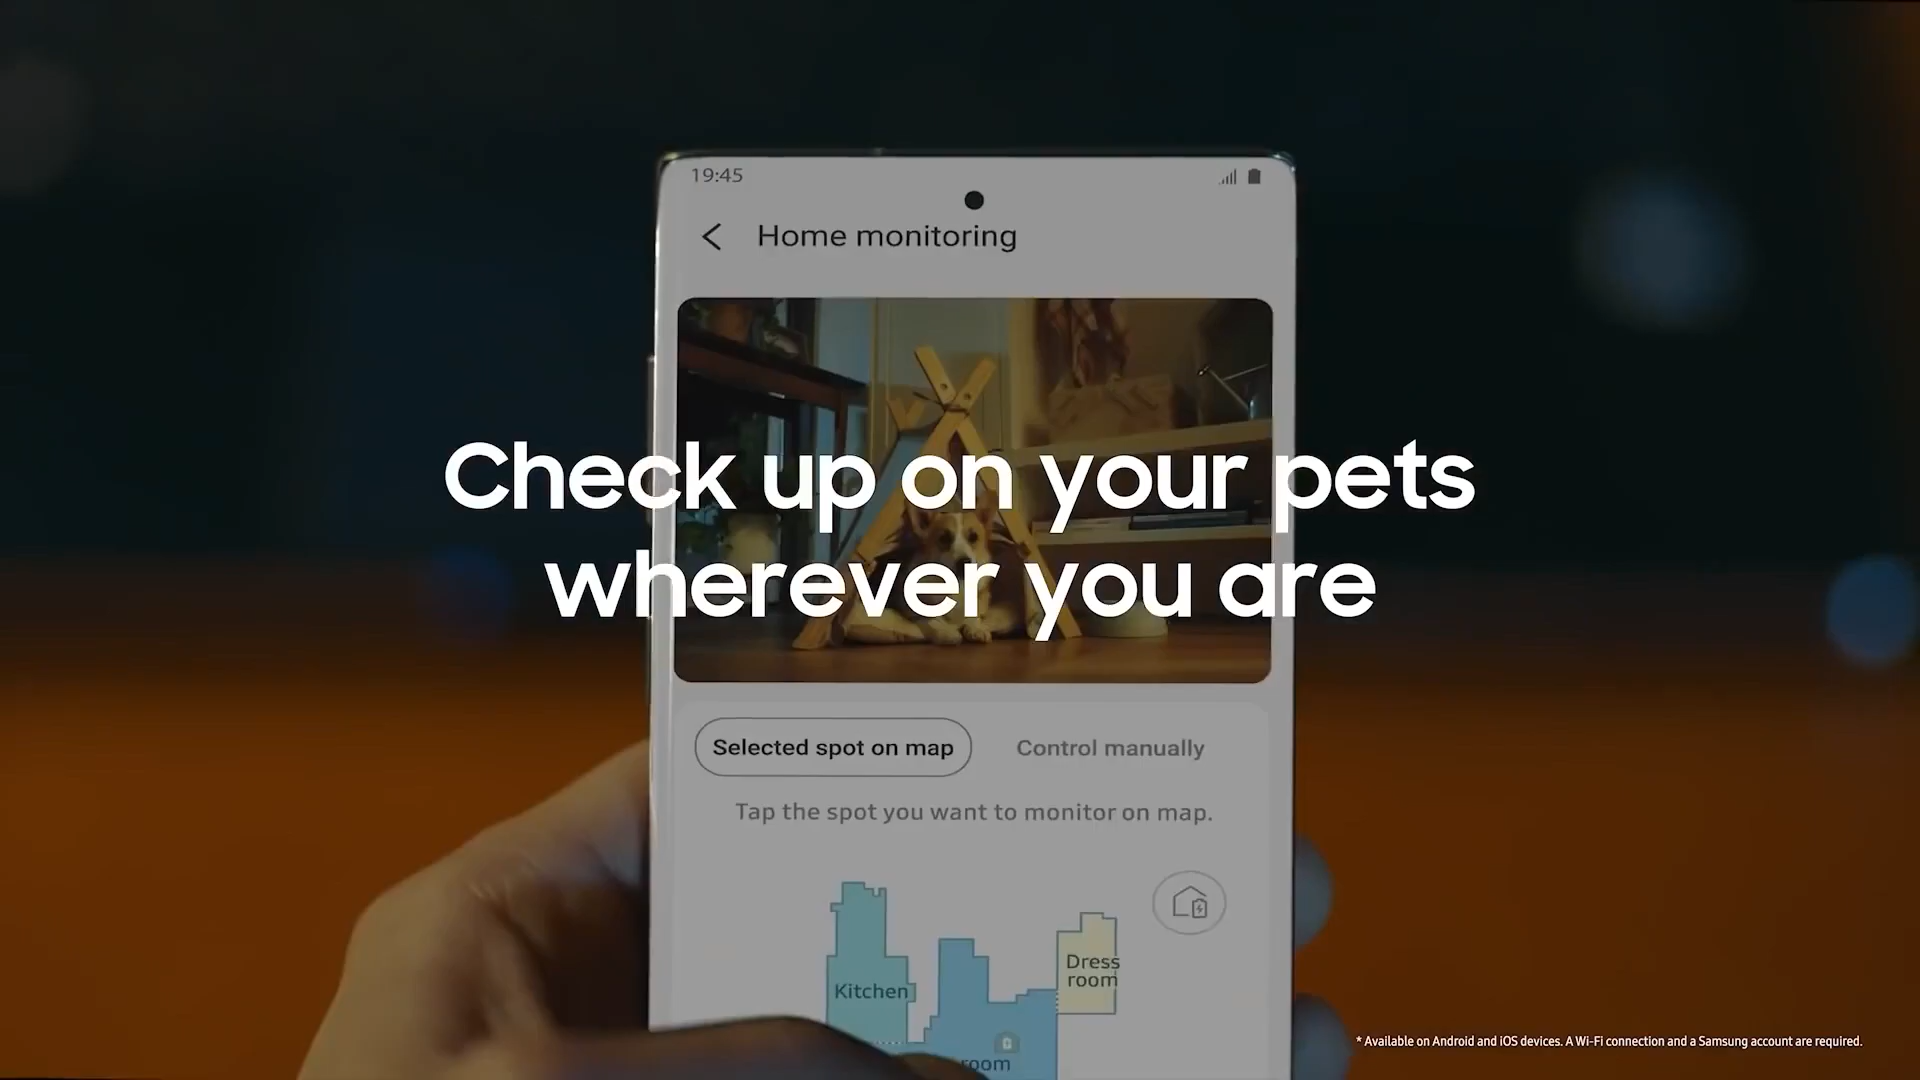 19:45
Home monitoring
Check up on your pets
wherever you are
Selected spot on map
Control manually
Tap the spot you want to monitor on map.
Kitchen
Dress
room
room
* Available on Android and iOS devices. A Wi-Fi connection and a Samsung account are required.